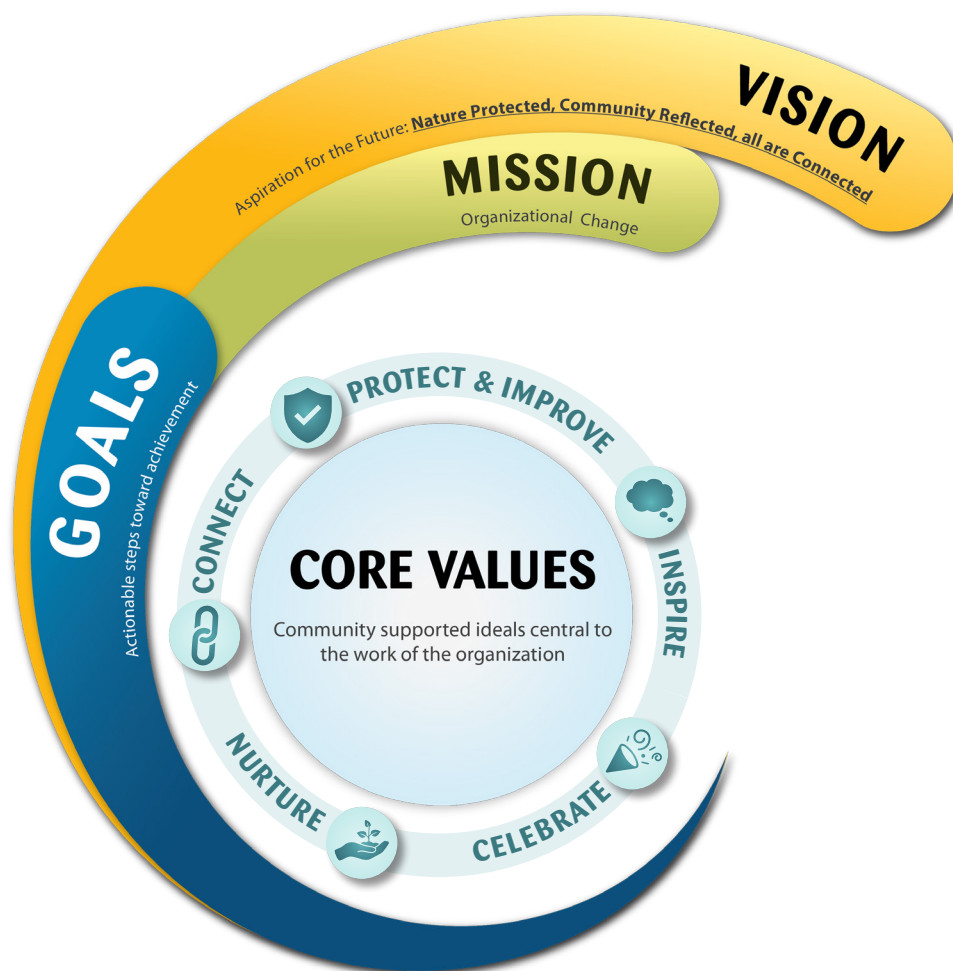 VISION
Aspiration for the Future: Nature Protected, Community Reflected, all are Connected
MISSION
Organizational Change
GOALS
Actionable steps toward achievement
PROTECT & IMPROVE
INSPIRE
CELEBRATE
NURTURE
CONNECT
CORE VALUES
Community supported ideals central to
the work of the organization